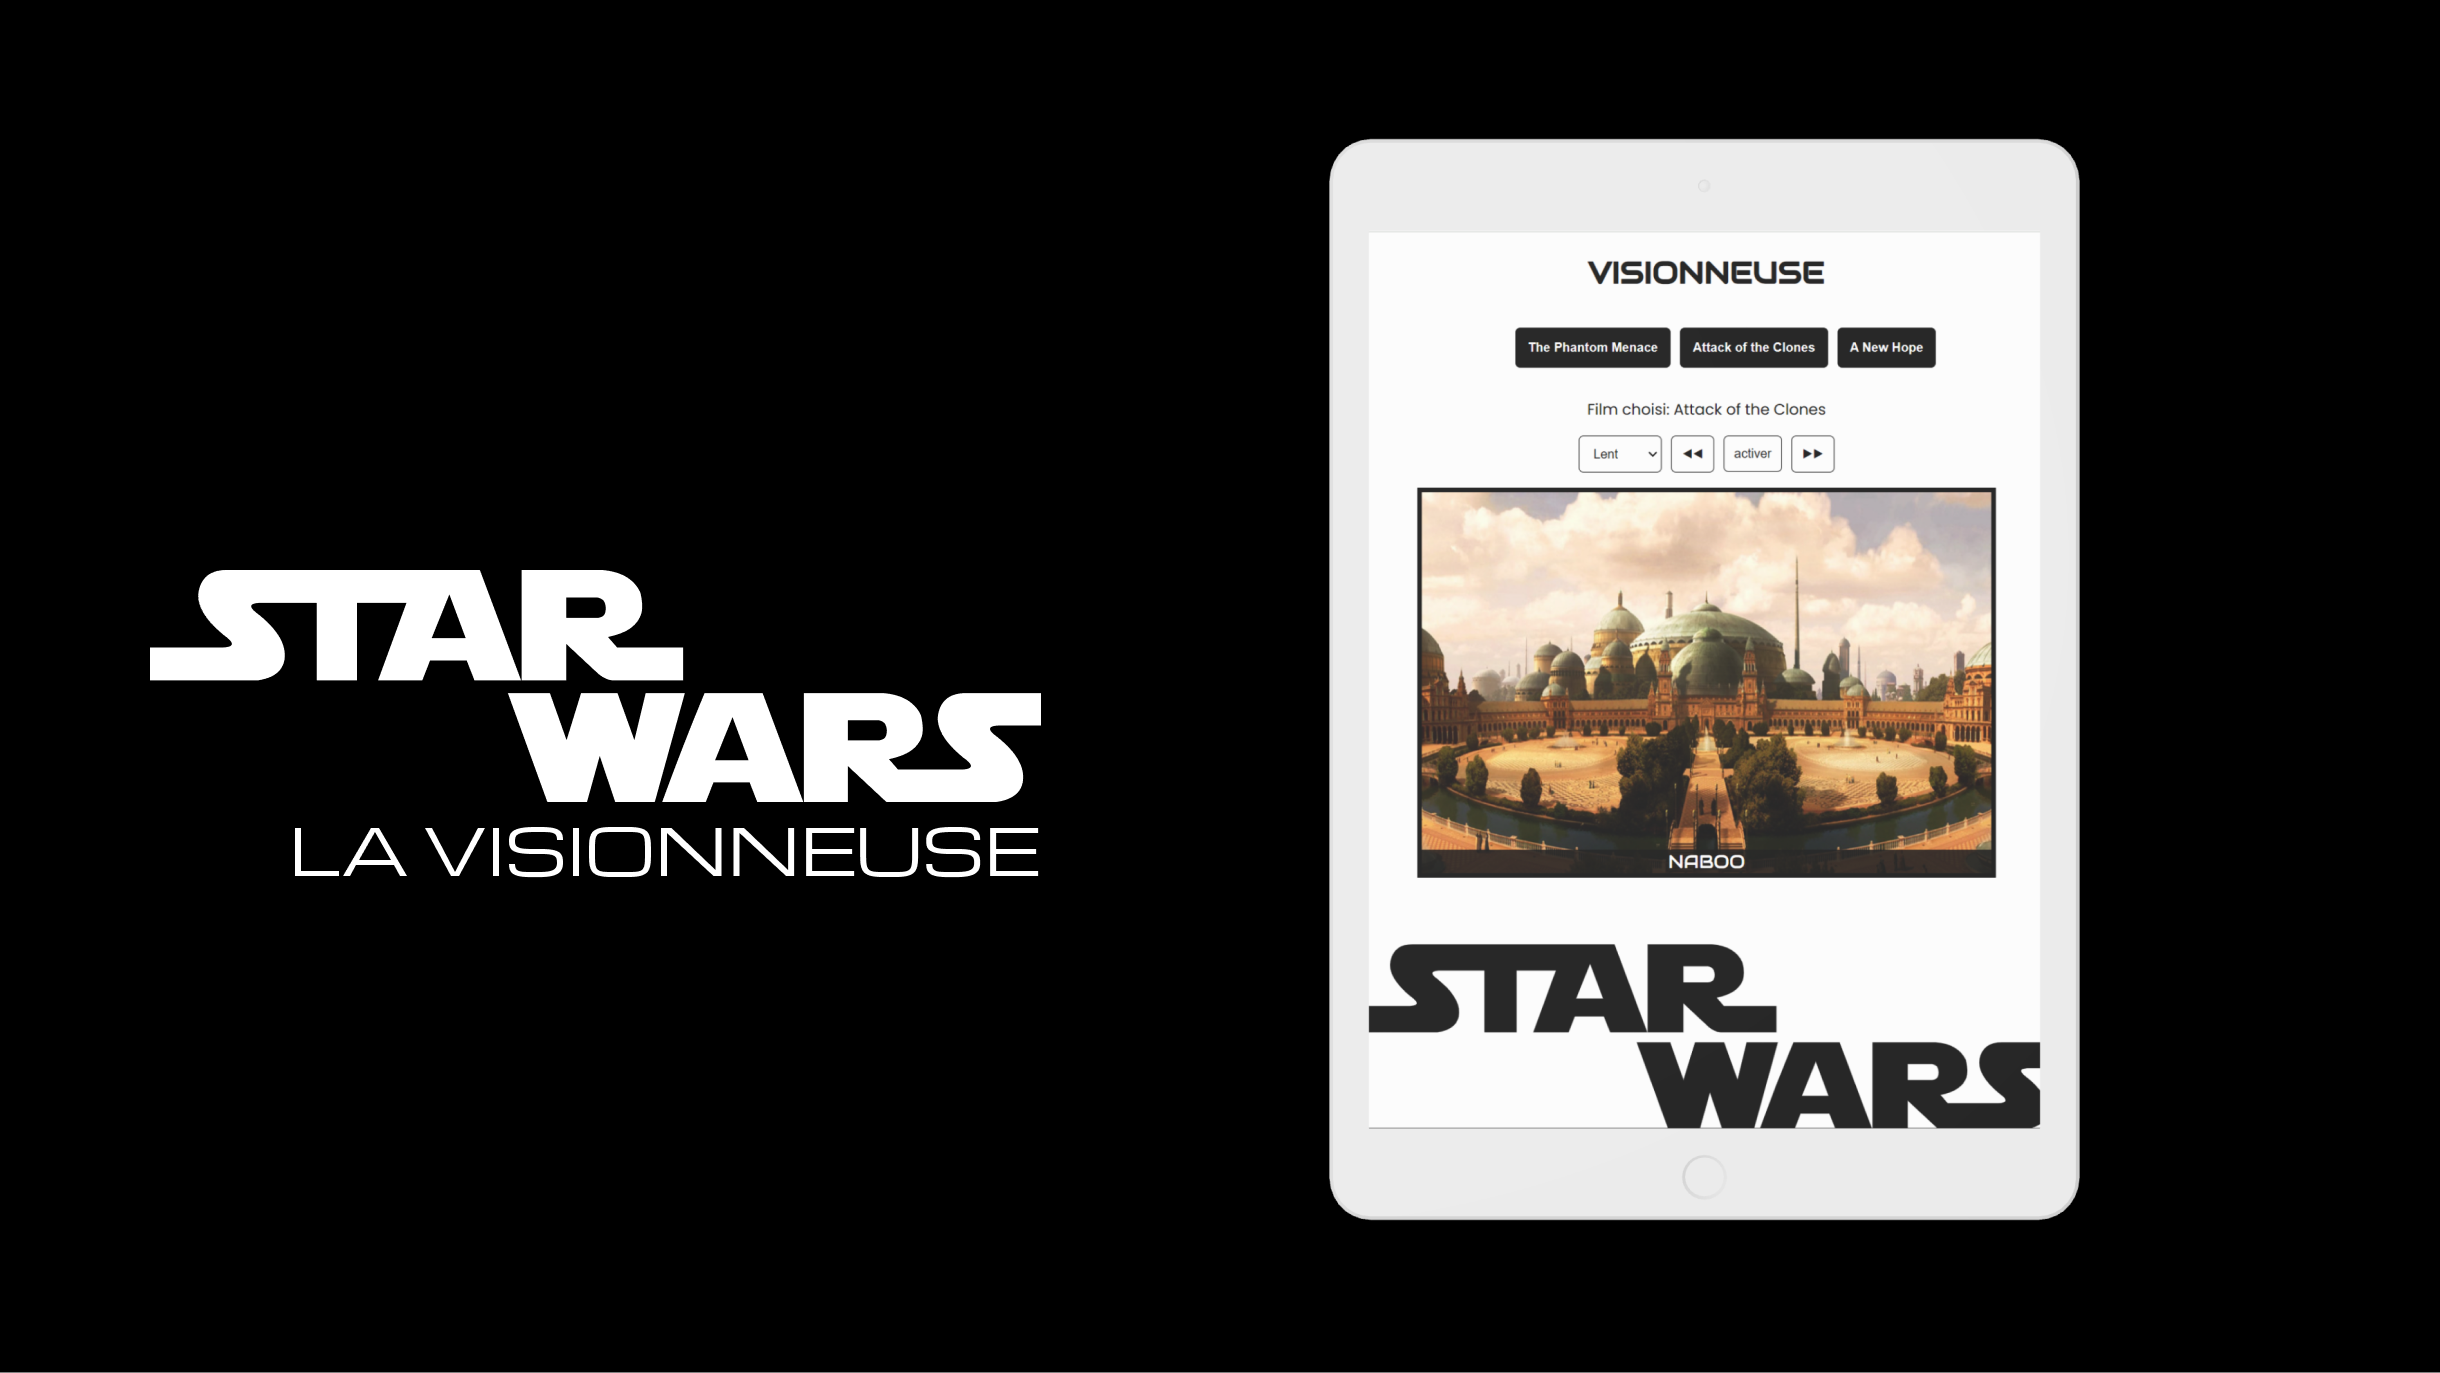 STAR
WARS
LA VISIONNEUSE
VISIONNEUSE
The Phantom Menace Attack of the Clones A New Hope
Film choisi: Attack of the Clones
Lent ◀◀ activer ▶▶
NABOO
STAR
WARS